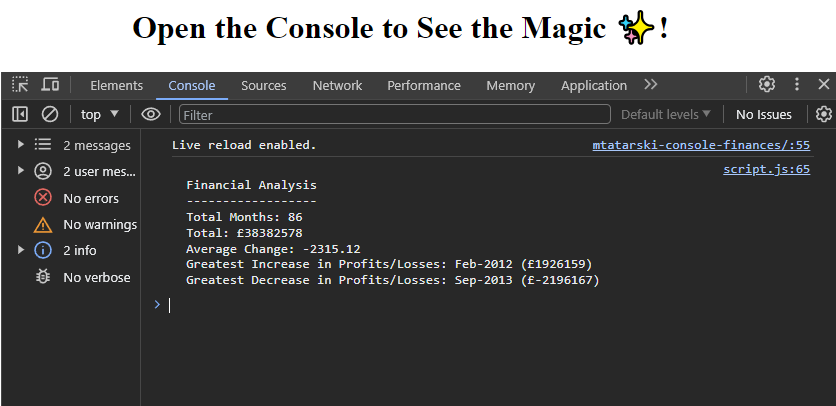 Open the Console to See the Magic ✨!
Elements Console Sources Network Performance Memory Application
top Filter Default levels No Issues
2 messages
2 user mes...
No errors
No warnings
2 info
No verbose
Live reload enabled. mtatarski-console-finances/:55
script.js:65
Financial Analysis
------------------
Total Months: 86
Total: £38382578
Average Change: -2315.12
Greatest Increase in Profits/Losses: Feb-2012 (£1926159)
Greatest Decrease in Profits/Losses: Sep-2013 (£-2196167)